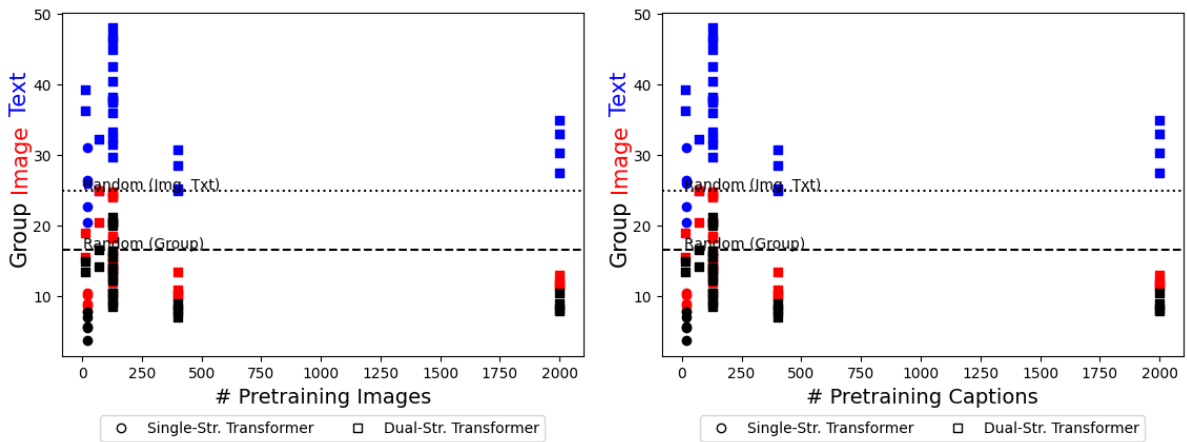 50
40
30
20
10
Group Image Text
Random (Img, Txt)
Random (Group)
0 250 500 750 1000 1250 1500 1750 2000
# Pretraining Images
Single-Str. Transformer Dual-Str. Transformer
50
40
30
20
10
Group Image Text
Random (Img, Txt)
Random (Group)
0 250 500 750 1000 1250 1500 1750 2000
# Pretraining Captions
Single-Str. Transformer Dual-Str. Transformer